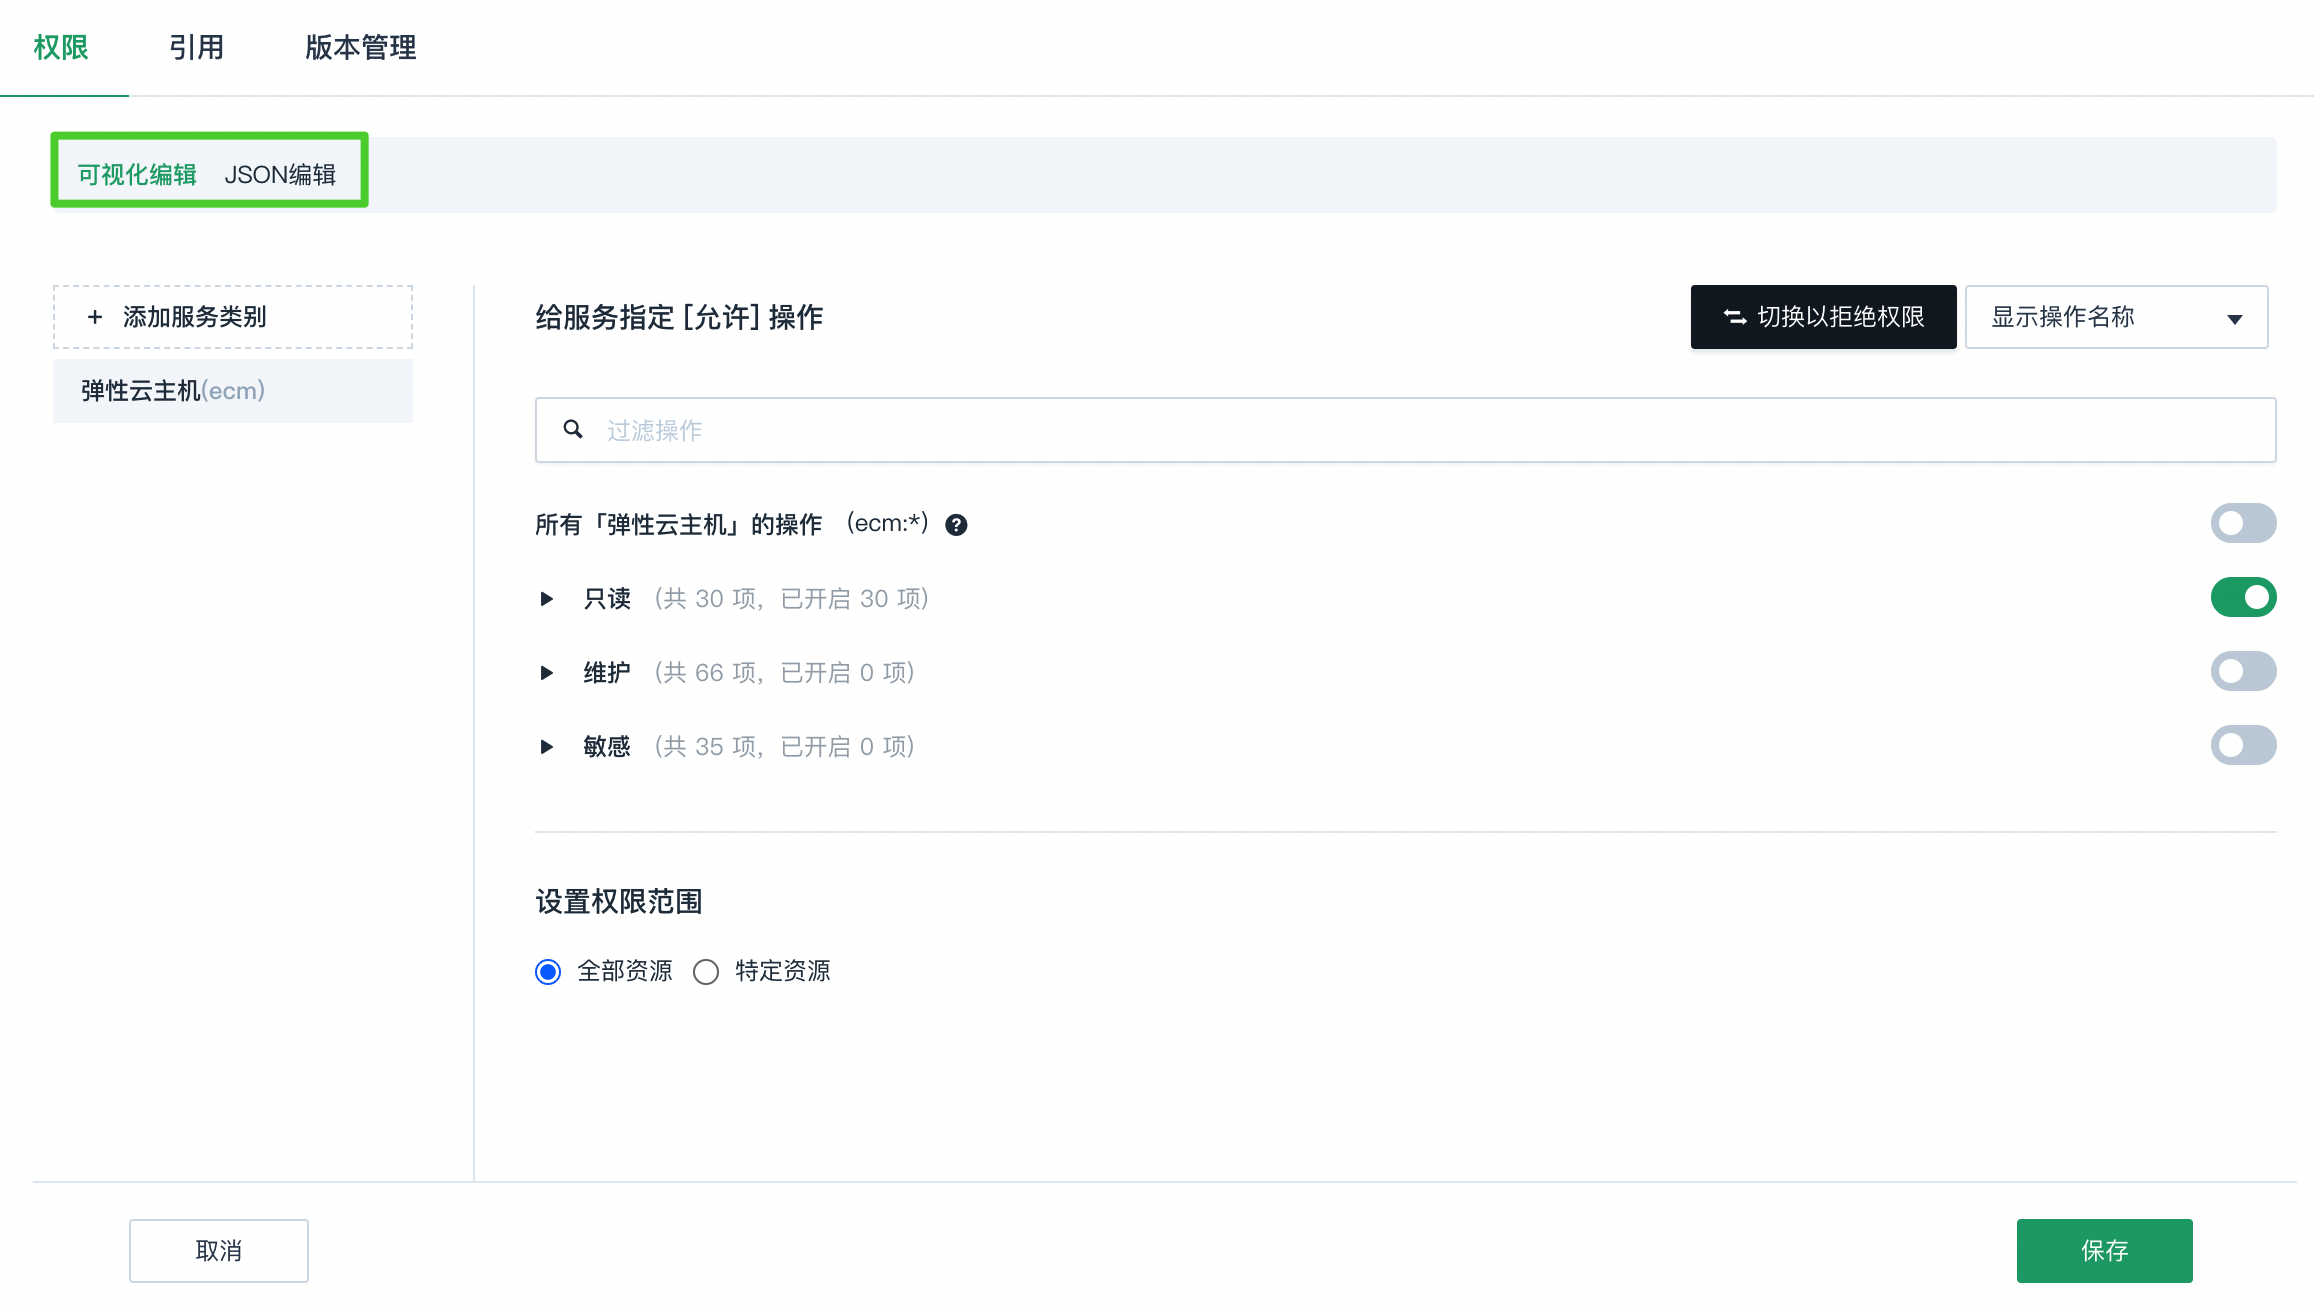 权限 引用 版本管理
可视化编辑 JSON编辑
+ 添加服务类别
弹性云主机(ecm)
给服务指定 [允许] 操作
切换以拒绝权限
显示操作名称
过滤操作
所有「弹性云主机」的操作 (ecm:*) ?
只读 (共 30 项, 已开启 30 项)
维护 (共 66 项, 已开启 0 项)
敏感 (共 35 项, 已开启 0 项)
设置权限范围
全部资源 特定资源
取消 保存